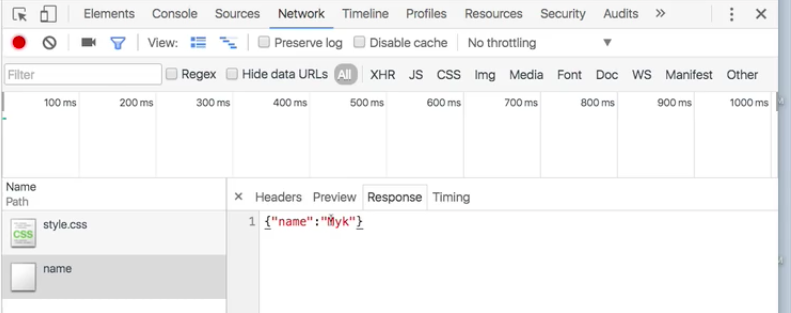 Elements Console Sources Network Timeline Profiles Resources Security Audits »
View: Preserve log Disable cache No throttling ▼
Filter Regex Hide data URLs All XHR JS CSS Img Media Font Doc WS Manifest Other
100 ms 200 ms 300 ms 400 ms 500 ms 600 ms 700 ms 800 ms 900 ms 1000 ms
Name
Path
× Headers Preview Response Timing
CSS style.css
1 {"name":"Myk"}
name